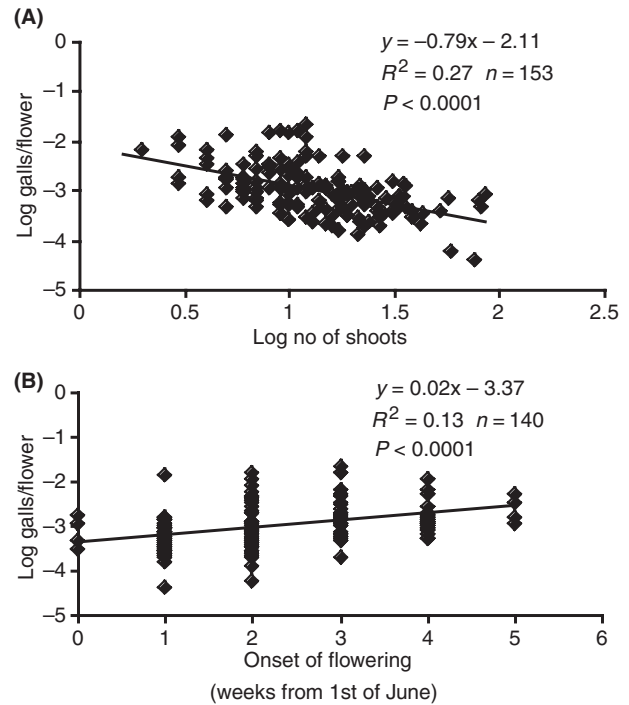 (A)
y = –0.79x – 2.11
R² = 0.27 n = 153
P < 0.0001
0
–1
–2
–3
–4
–5
Log galls/flower
0 0.5 1 1.5 2 2.5
Log no of shoots
(B)
y = 0.02x – 3.37
R² = 0.13 n = 140
P < 0.0001
0
–1
–2
–3
–4
–5
Log galls/flower
0 1 2 3 4 5 6
Onset of flowering
(weeks from 1st of June)